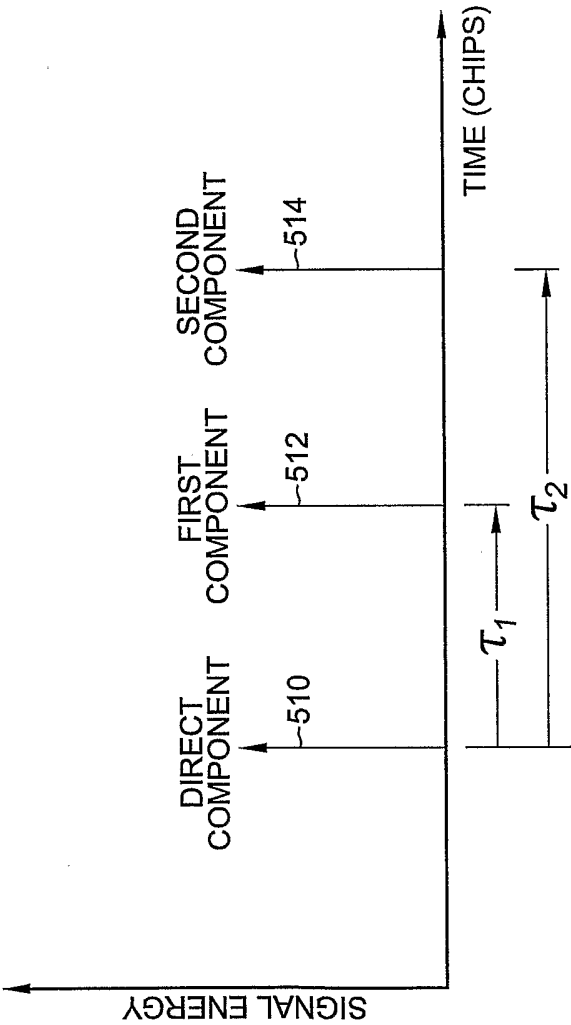 SIGNAL ENERGY
DIRECT
COMPONENT
510
FIRST
COMPONENT
512
SECOND
COMPONENT
514
TIME (CHIPS)
τ1
τ2